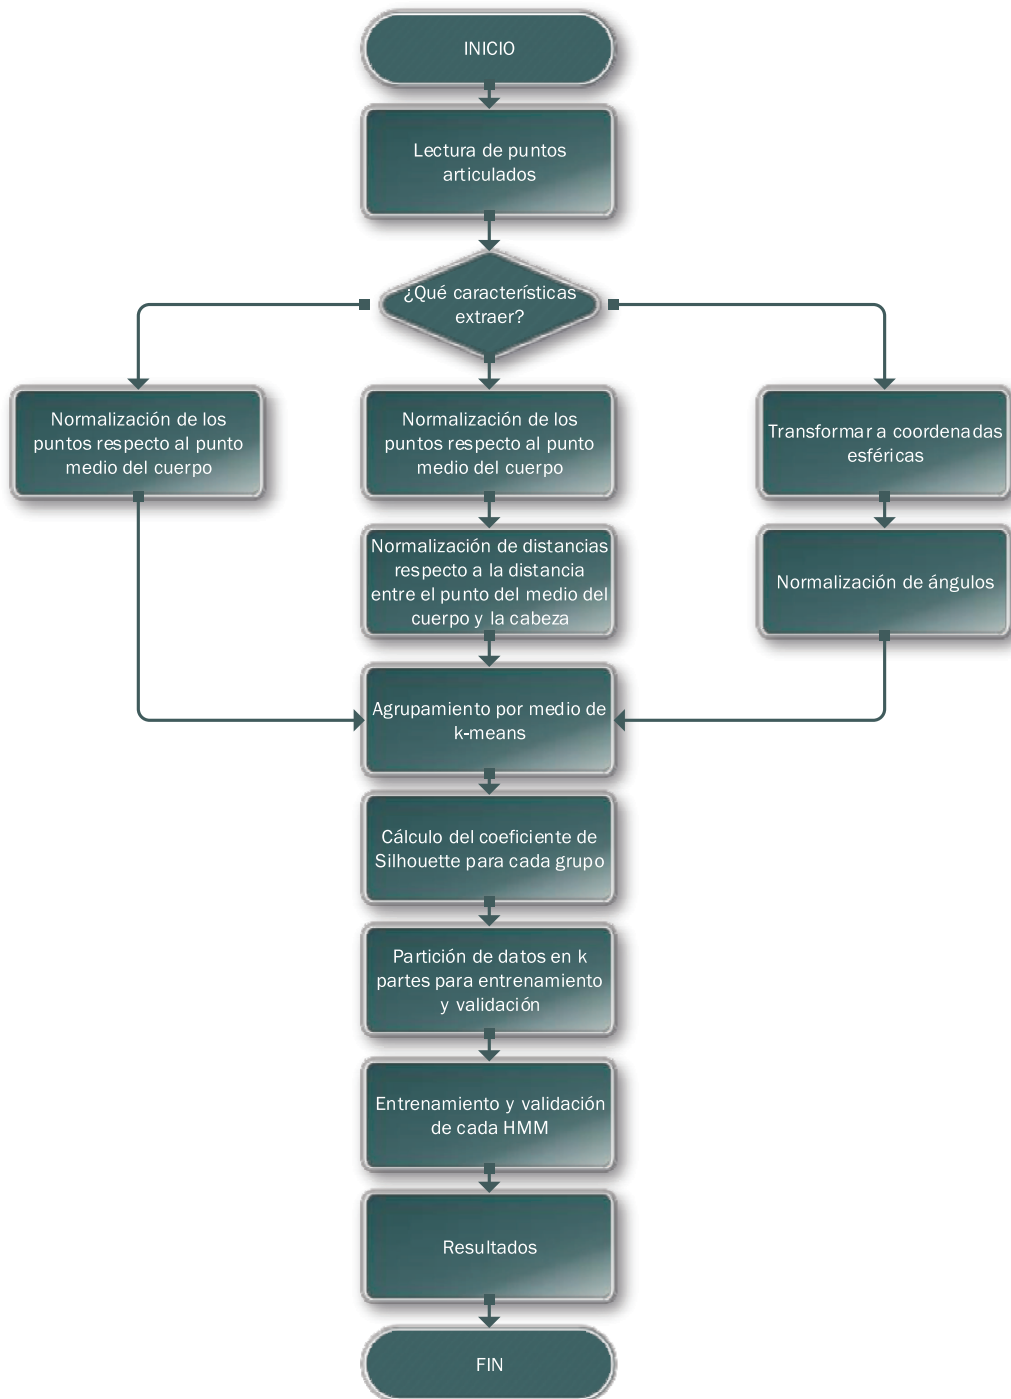 INICIO
Lectura de puntos
articulados
¿Qué características
extraer?
Normalización de los
puntos respecto al punto
medio del cuerpo
Normalización de los
puntos respecto al punto
medio del cuerpo
Transformar a coordenadas
esféricas
Normalización de distancias
respecto a la distancia
entre el punto del medio del
cuerpo y la cabeza
Normalización de ángulos
Agrupamiento por medio de
k-means
Cálculo del coeficiente de
Silhouette para cada grupo
Partición de datos en k
partes para entrenamiento
y validación
Entrenamiento y validación
de cada HMM
Resultados
FIN